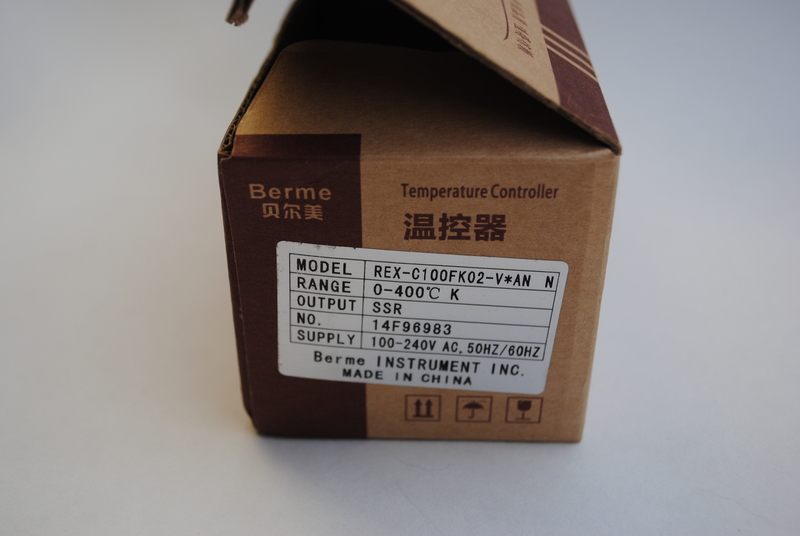 Berme
贝尔美
Temperature Controller
温控器
MODEL REX-C100FK02-V*AN N
RANGE 0-400℃ K
OUTPUT SSR
NO. 14F96983
SUPPLY 100-240V AC, 50HZ/60HZ
Berme INSTRUMENT INC.
MADE IN CHINA